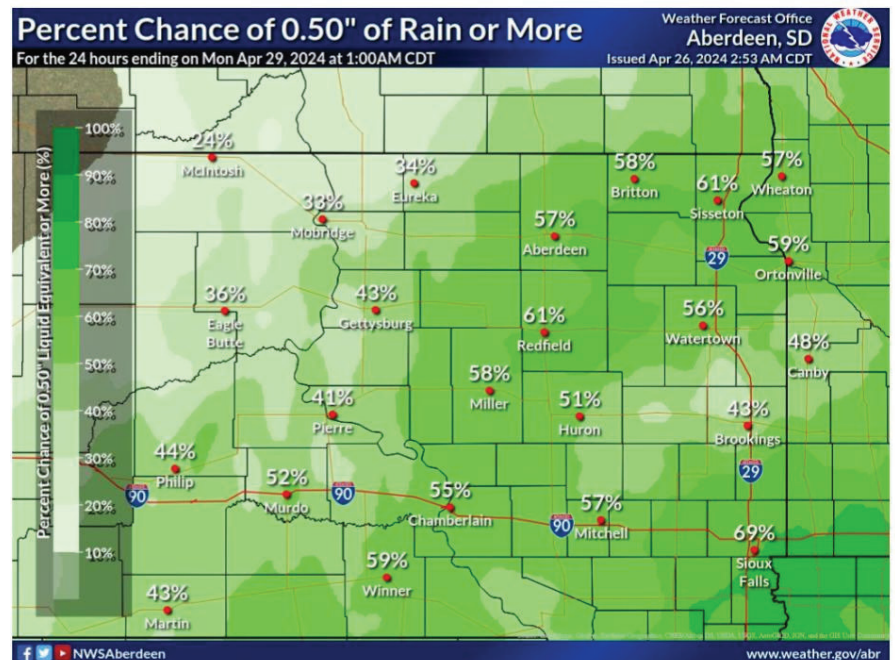 Percent Chance of 0.50" of Rain or More
For the 24 hours ending on Mon Apr 29, 2024 at 1:00AM CDT
Weather Forecast Office
Aberdeen, SD
Issued Apr 26, 2024 2:53 AM CDT
NATIONAL WEATHER SERVICE
Percent Chance of 0.50" Liquid Equivalent or More (%)
100%
90%
80%
70%
60%
50%
40%
30%
20%
10%
24%
McIntosh
33%
Mobridge
34%
Eureka
58%
Britton
61%
Sisseton
57%
Wheaton
57%
Aberdeen
29
59%
Ortonville
36%
Eagle
Butte
43%
Gettysburg
61%
Redfield
56%
Watertown
48%
Canby
58%
Miller
41%
Pierre
51%
Huron
43%
Brookings
44%
Philip
52%
Murdo
90
90
55%
Chamberlain
90
57%
Mitchell
29
69%
Sioux
Falls
59%
Winner
43%
Martin
NWSAberdeen
www.weather.gov/abr